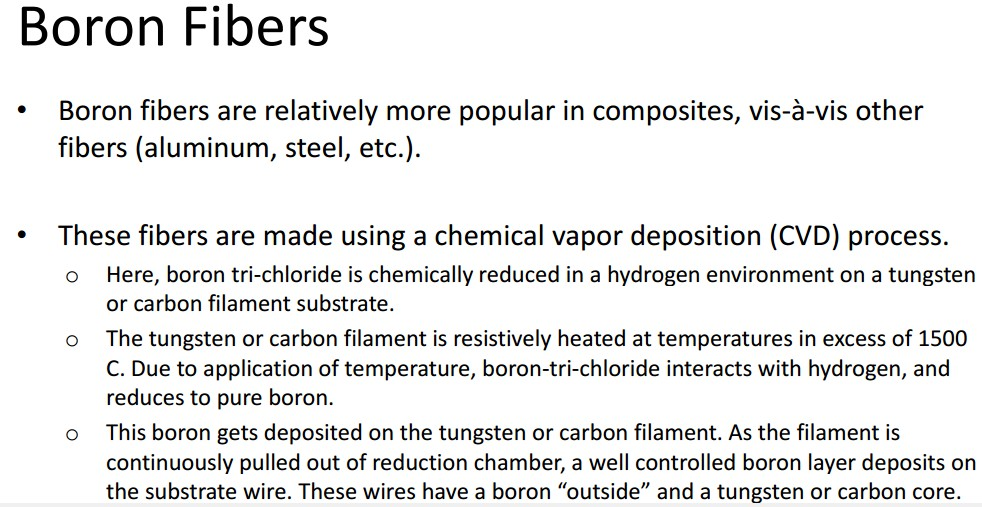 Boron Fibers
• Boron fibers are relatively more popular in composites, vis-à-vis other
fibers (aluminum, steel, etc.).
• These fibers are made using a chemical vapor deposition (CVD) process.
o Here, boron tri-chloride is chemically reduced in a hydrogen environment on a tungsten
or carbon filament substrate.
o The tungsten or carbon filament is resistively heated at temperatures in excess of 1500
C. Due to application of temperature, boron-tri-chloride interacts with hydrogen, and
reduces to pure boron.
o This boron gets deposited on the tungsten or carbon filament. As the filament is
continuously pulled out of reduction chamber, a well controlled boron layer deposits on
the substrate wire. These wires have a boron “outside” and a tungsten or carbon core.